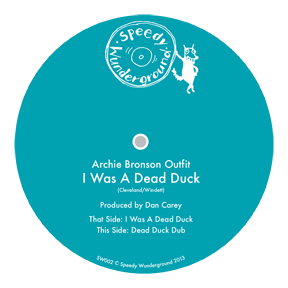 Speedy
Wunderground
Archie Bronson Outfit
I Was A Dead Duck
(Cleveland/Windett)
Produced by Dan Carey
That Side: I Was A Dead Duck
This Side: Dead Duck Dub
SW002 © Speedy Wunderground 2013